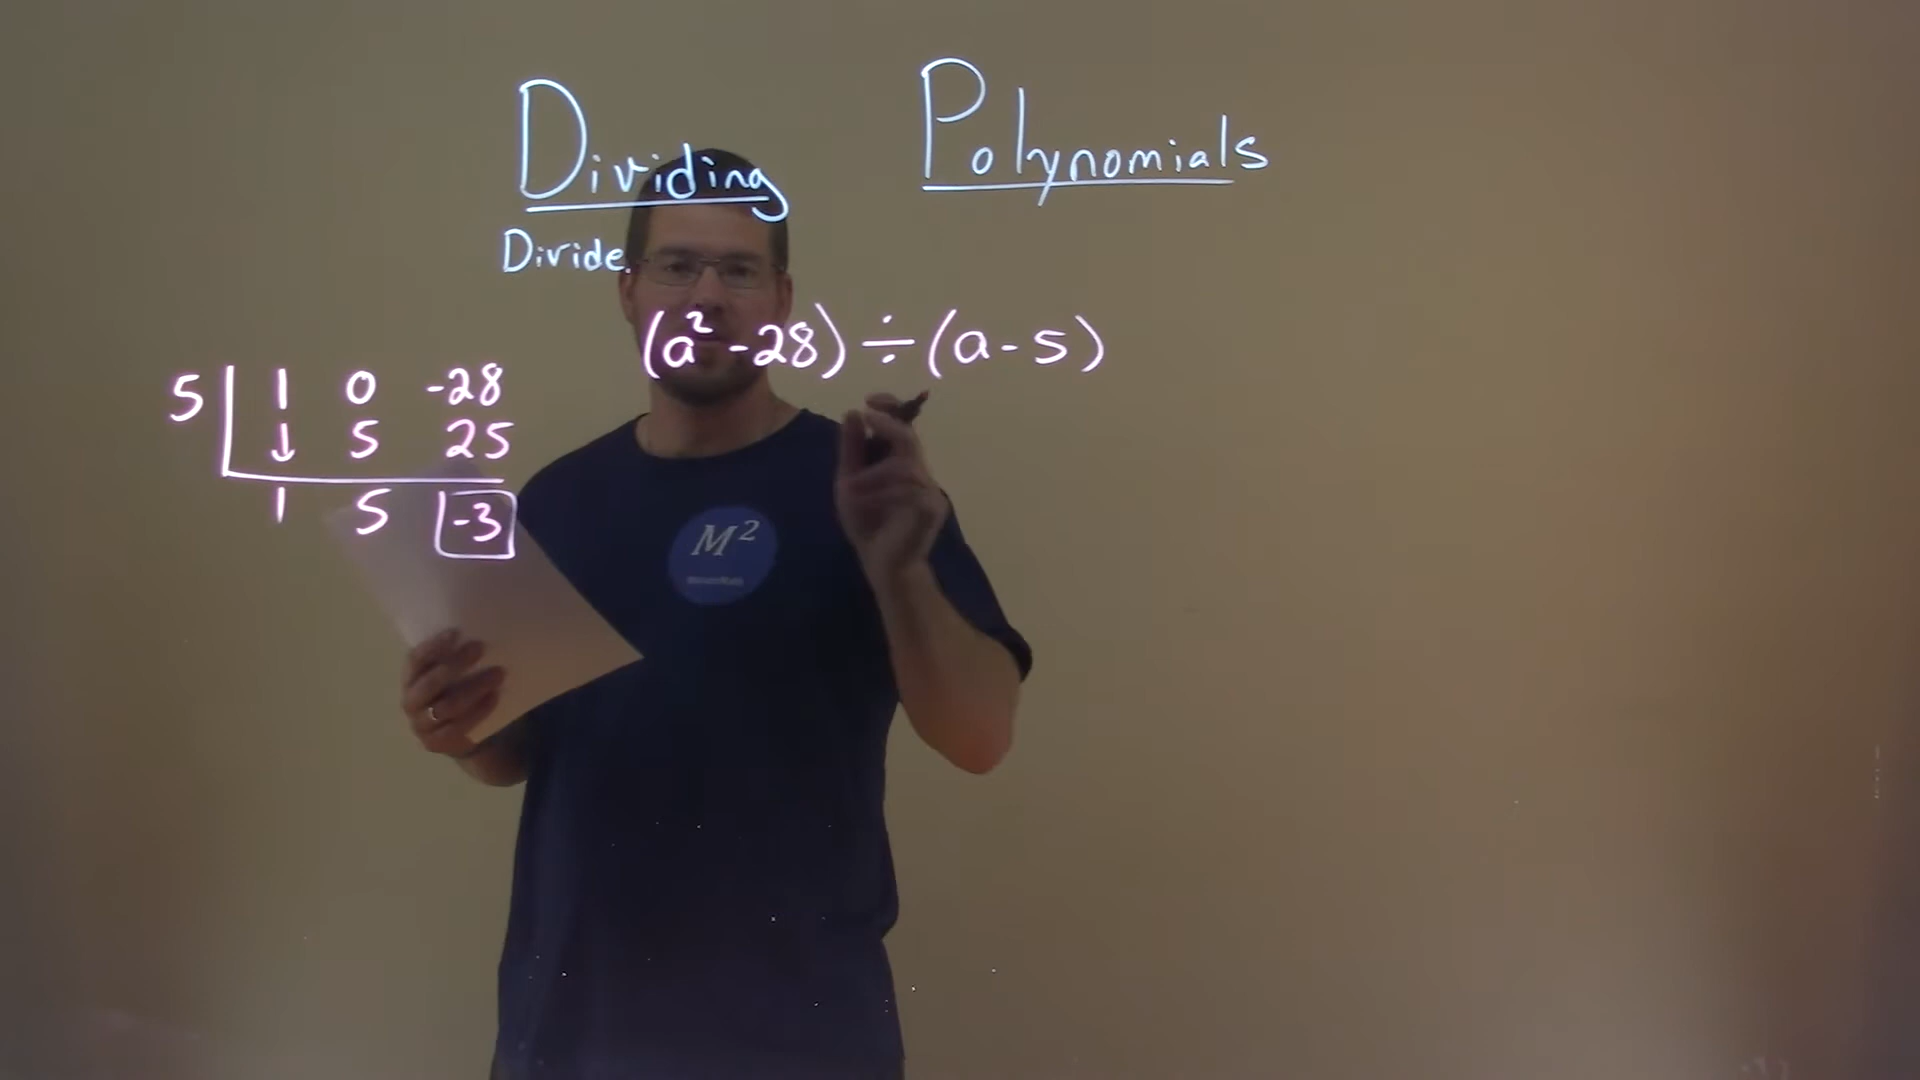 Dividing Polynomials
Divide.
(a² - 28) ÷ (a - 5)
5 | 1 0 -28
↓ 5 25
1 5 -3
M²